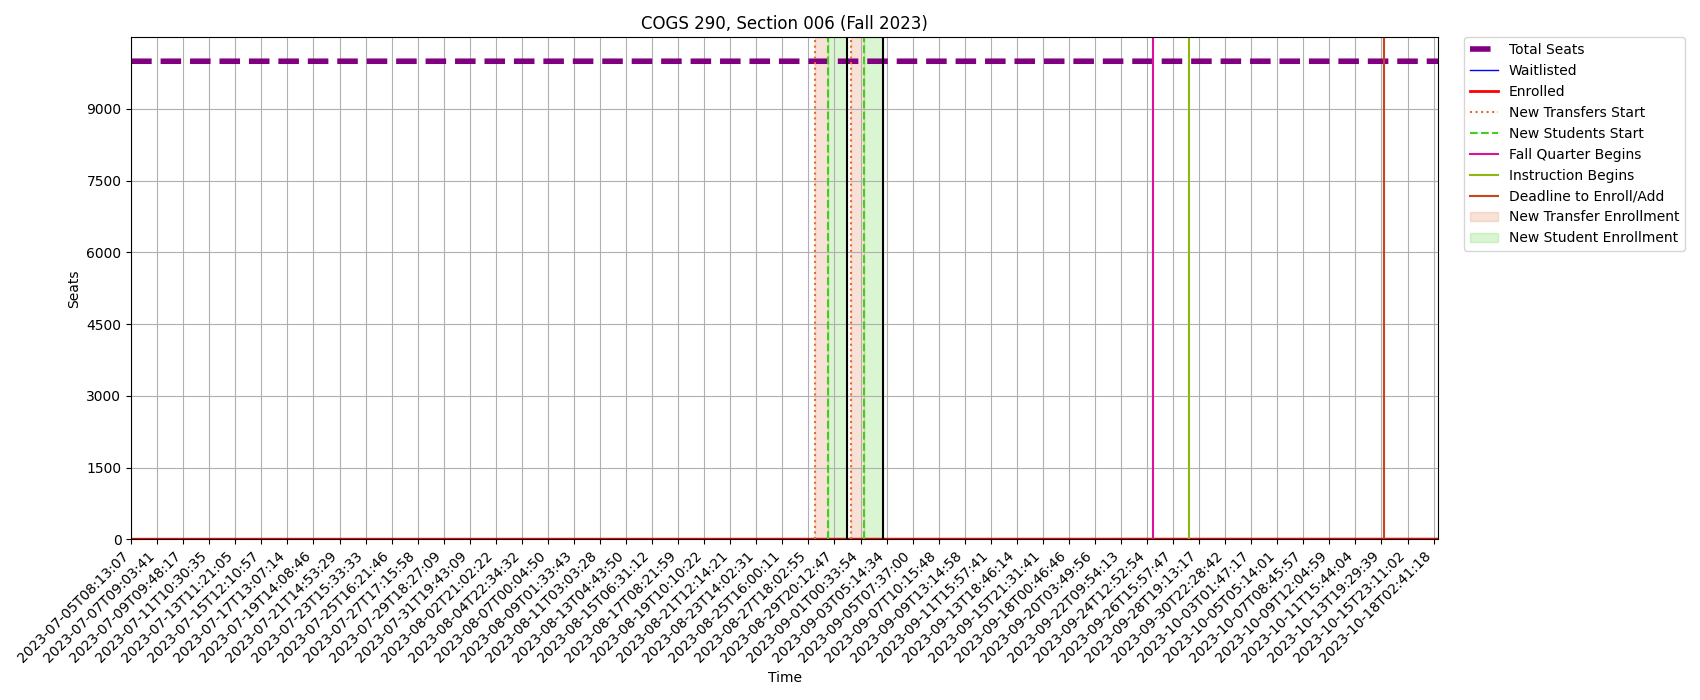 COGS 290, Section 006 (Fall 2023)
Total Seats
Waitlisted
Enrolled
New Transfers Start
New Students Start
Fall Quarter Begins
Instruction Begins
Deadline to Enroll/Add
New Transfer Enrollment
New Student Enrollment
Seats
9000
7500
6000
4500
3000
1500
0
2023-07-05T08:13:07
2023-07-07T09:03:41
2023-07-09T09:48:17
2023-07-11T10:30:35
2023-07-13T11:21:05
2023-07-15T12:10:57
2023-07-17T13:07:14
2023-07-19T14:08:46
2023-07-21T14:53:29
2023-07-23T15:33:33
2023-07-25T16:21:46
2023-07-27T17:15:58
2023-07-29T18:27:09
2023-07-31T19:43:09
2023-08-02T21:02:22
2023-08-04T22:34:32
2023-08-07T00:04:50
2023-08-09T01:33:43
2023-08-11T03:03:28
2023-08-13T04:43:50
2023-08-15T06:31:12
2023-08-17T08:21:59
2023-08-19T10:10:22
2023-08-21T12:14:21
2023-08-23T14:02:31
2023-08-25T16:00:11
2023-08-27T18:02:55
2023-08-29T20:12:47
2023-09-01T00:33:54
2023-09-03T05:14:34
2023-09-05T07:37:00
2023-09-07T10:15:48
2023-09-09T13:14:58
2023-09-11T15:57:41
2023-09-13T18:46:14
2023-09-15T21:31:41
2023-09-18T00:46:46
2023-09-20T03:49:56
2023-09-22T09:54:13
2023-09-24T12:52:54
2023-09-26T15:57:47
2023-09-28T19:13:17
2023-09-30T22:28:42
2023-10-03T01:47:17
2023-10-05T05:14:01
2023-10-07T08:45:57
2023-10-09T12:04:59
2023-10-11T15:44:04
2023-10-13T19:29:39
2023-10-15T23:11:02
2023-10-18T02:41:18
Time